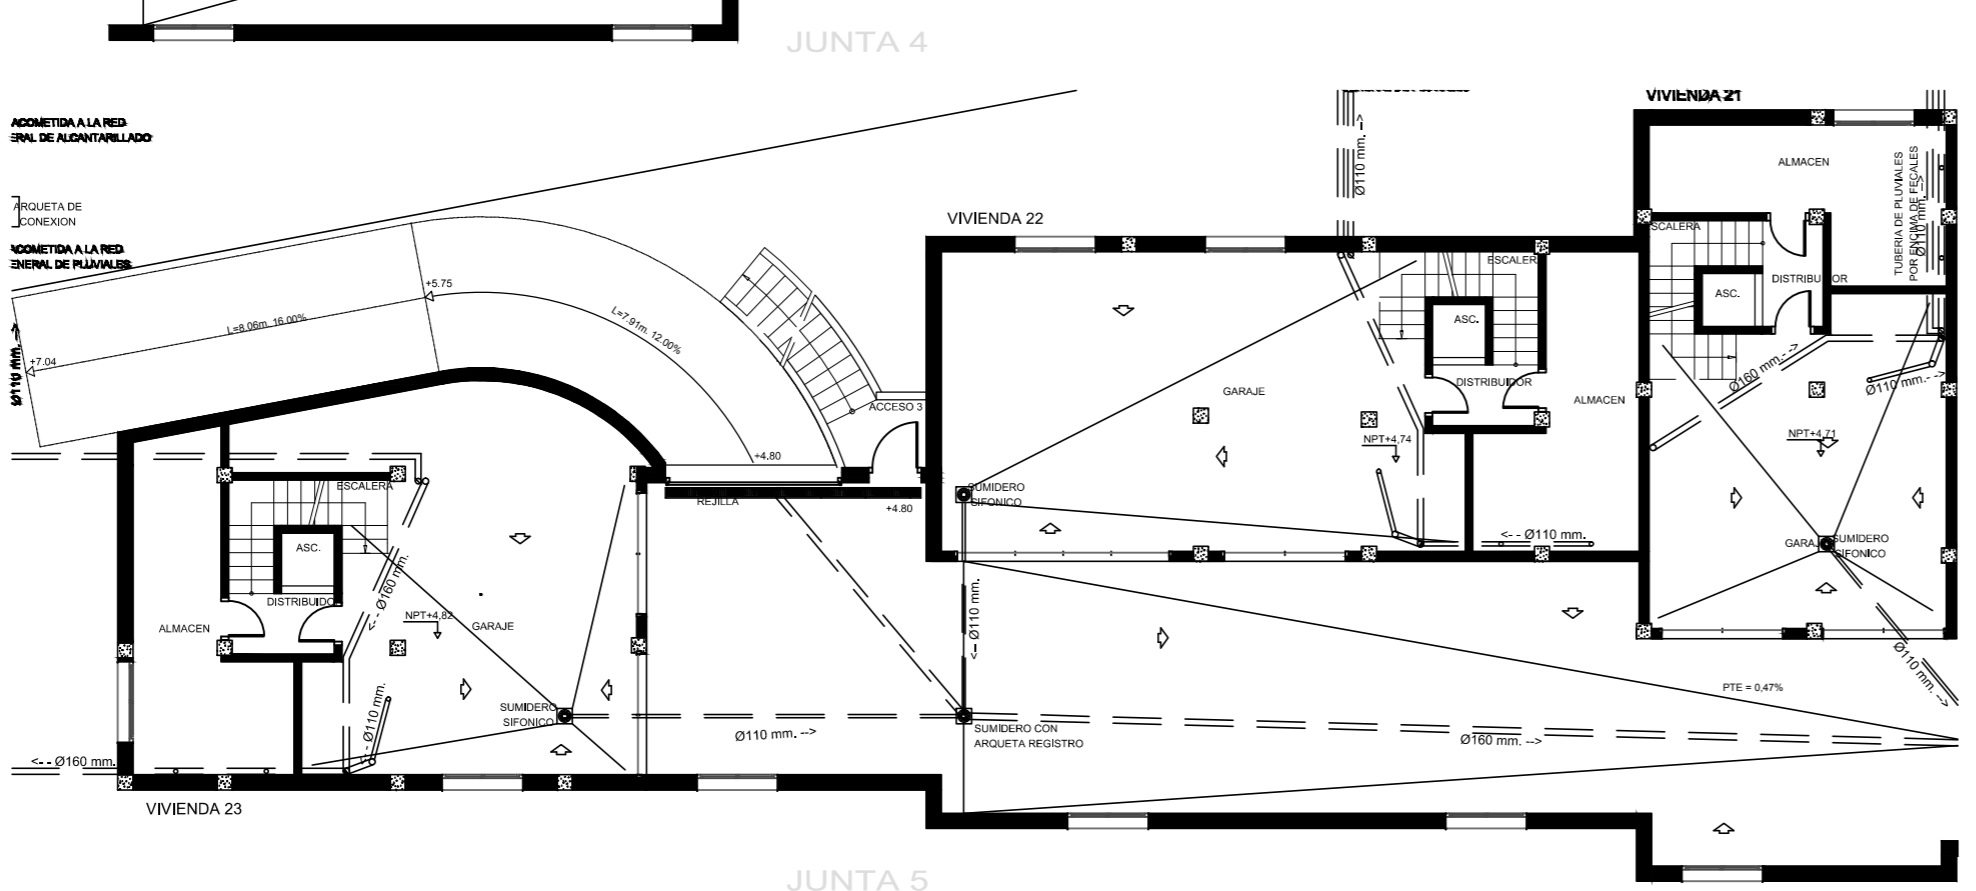 JUNTA 4
VIVIENDA 21
ACOMETIDA A LA RED
ERAL DE ALCANTARILLADO
ARQUETA DE
CONEXION
ACOMETIDA A LA RED
ENERAL DE PLUVIALES
Ø110 mm. -->
+7.04
L=8.06m. 16.00%
+5.75
L=7.91m. 12.00%
+4.80
ACCESO 3
REJILLA
+4.80
VIVIENDA 22
Ø110 mm. -->
ESCALER
ASC.
DISTRIBUIDOR
GARAJE
ALMACEN
NPT+4,74
SUMIDERO
SIFONICO
<-- Ø110 mm.
ALMACEN
TUBERIA DE PLUVIALES
POR ENCIMA DE FECALES
Ø110 mm. -->
ESCALERA
DISTRIBUIDOR
ASC.
Ø160 mm.-->
Ø110 mm.-->
NPT+4,71
GARAJ
SUMIDERO
SIFONICO
Ø110 mm. -->
ESCALERA
ASC.
DISTRIBUIDO
<-- Ø160 mm.
NPT+4,82
GARAJE
ALMACEN
<-- Ø110 mm.
SUMIDERO
SIFONICO
<-- Ø160 mm.
Ø110 mm. -->
<-- Ø110 mm.
SUMIDERO CON
ARQUETA REGISTRO
Ø160 mm. -->
PTE = 0,47%
VIVIENDA 23
JUNTA 5